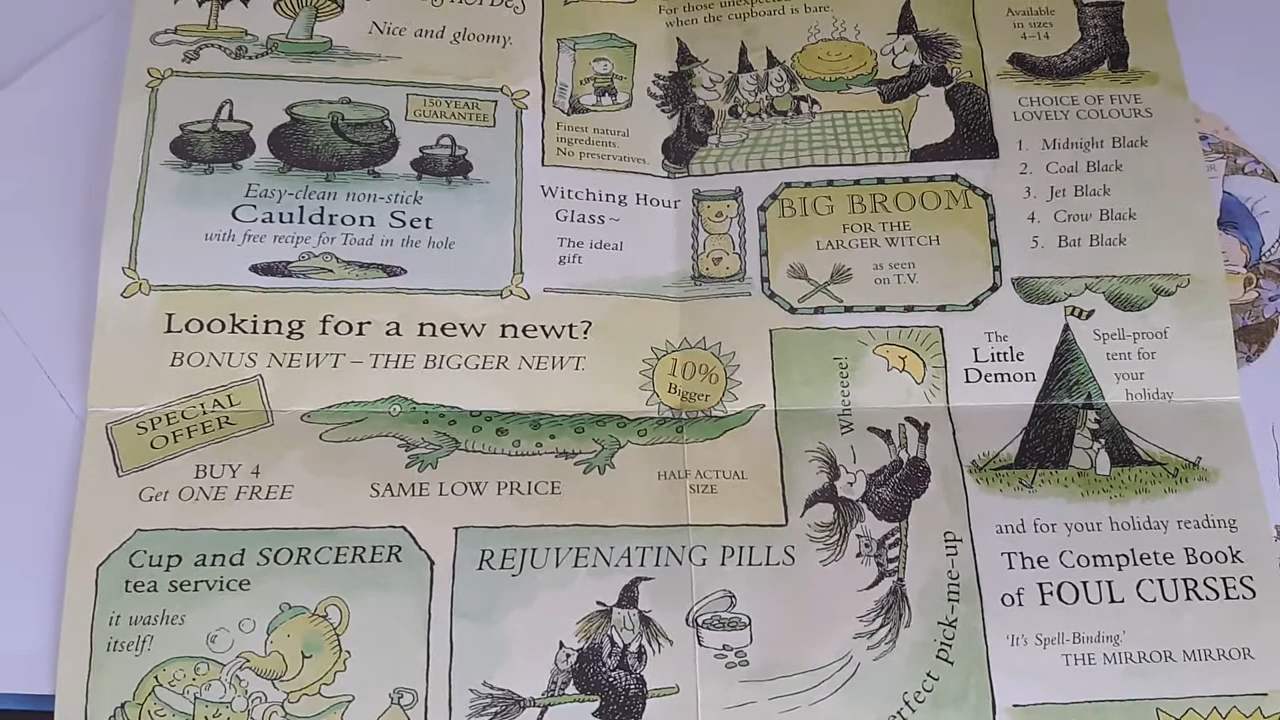 Nice and gloomy.
150 YEAR
GUARANTEE
Easy-clean non-stick
Cauldron Set
with free recipe for Toad in the hole
For those
when the cupboard is bare.
Finest natural
ingredients.
No preservatives.
Available
in sizes
4–14
CHOICE OF FIVE
LOVELY COLOURS
1. Midnight Black
2. Coal Black
3. Jet Black
4. Crow Black
5. Bat Black
Witching Hour
Glass~
The ideal
gift
BIG BROOM
FOR THE
LARGER WITCH
as seen
on T.V.
Looking for a new newt?
BONUS NEWT – THE BIGGER NEWT.
10%
Bigger
SPECIAL
OFFER
BUY 4
Get ONE FREE
SAME LOW PRICE
HALF ACTUAL
SIZE
The
Little
Demon
Spell-proof
tent for
your
holiday
and for your holiday reading
The Complete Book
of FOUL CURSES
'It's Spell-Binding.'
THE MIRROR MIRROR
Cup and SORCERER
tea service
it washes
itself!
REJUVENATING PILLS
Wheeeee!
pick-me-up